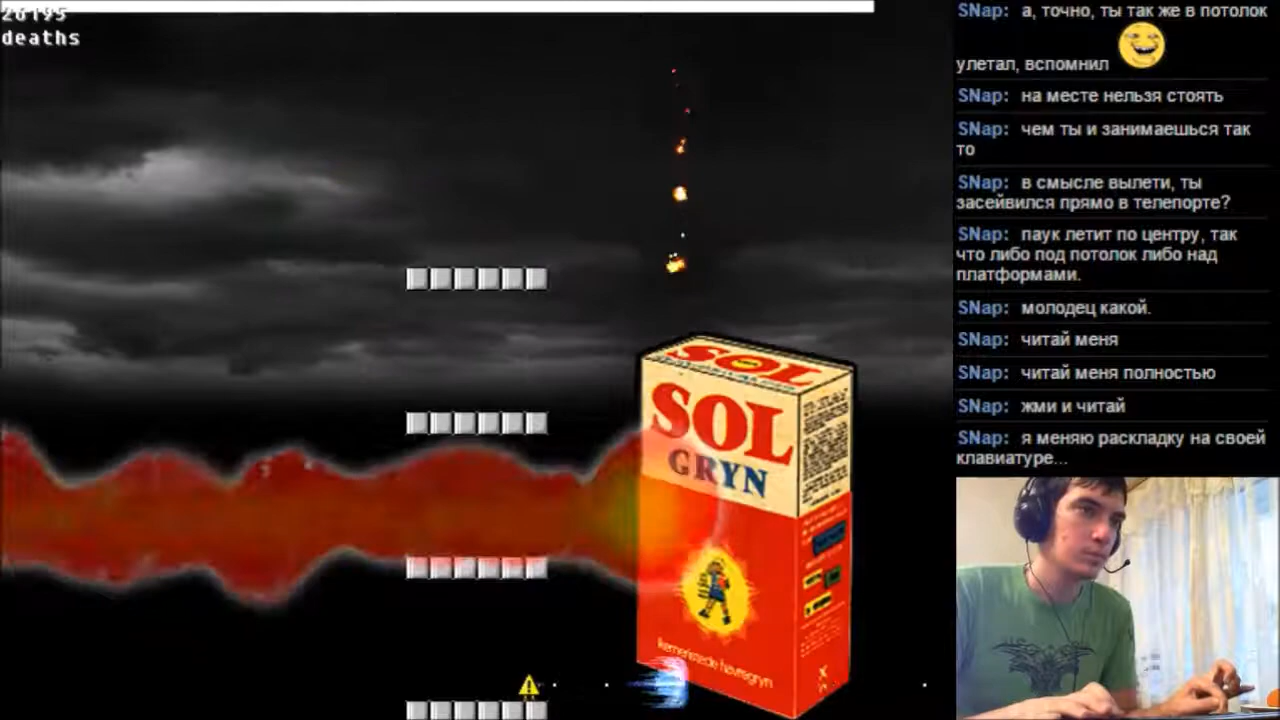 26195
deaths
SOL
SOL
GRYN
SNap: а, точно, ты так же в потолок
улетал, вспомнил
SNap: на месте нельзя стоять
SNap: чем ты и занимаешься так
то
SNap: в смысле вылети, ты
засейвился прямо в телепорте?
SNap: паук летит по центру, так
что либо под потолок либо над
платформами.
SNap: молодец какой.
SNap: читай меня
SNap: читай меня полностью
SNap: жми и читай
SNap: я меняю раскладку на своей
клавиатуре...